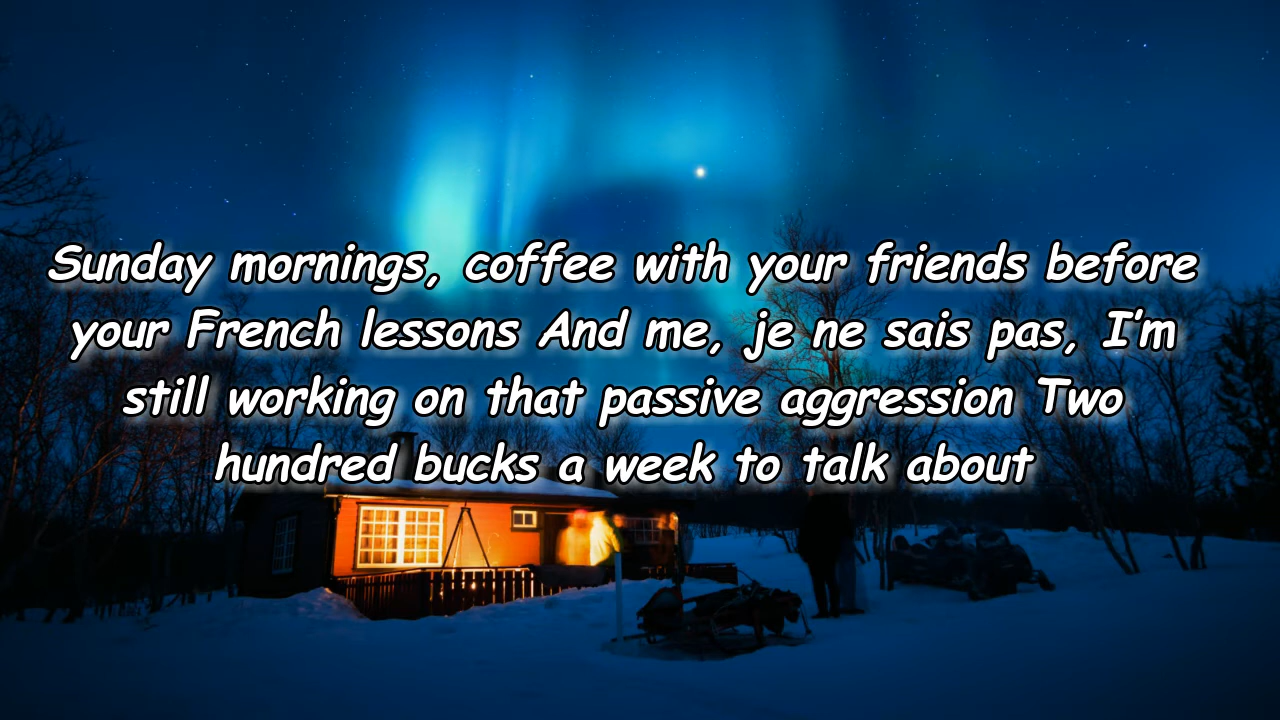 Sunday mornings, coffee with your friends before
your French lessons And me, je ne sais pas, I'm
still working on that passive aggression Two
hundred bucks a week to talk about